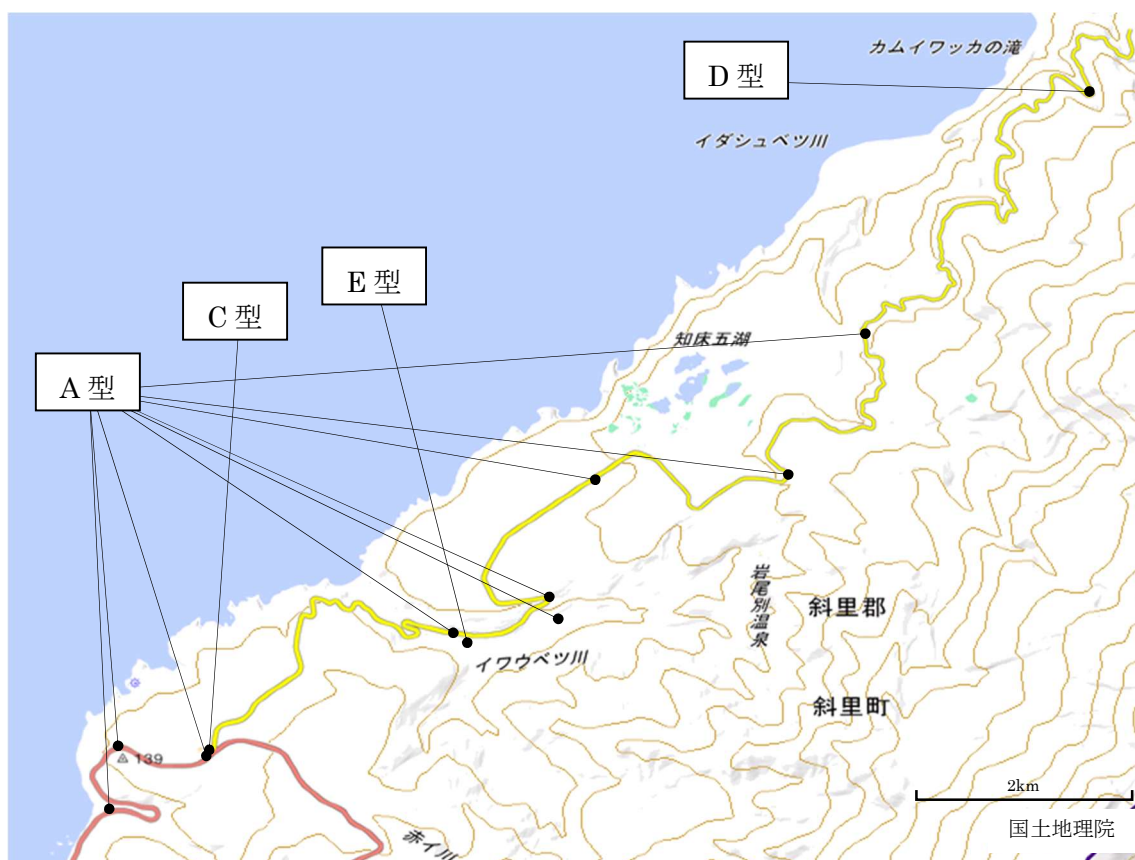 カムイワッカの滝
D 型
イダシュベツ川
E 型
C 型
知床五湖
A 型
岩尾別温泉
斜里郡
イワウベツ川
斜里町
139
2km
国土地理院
赤イ川